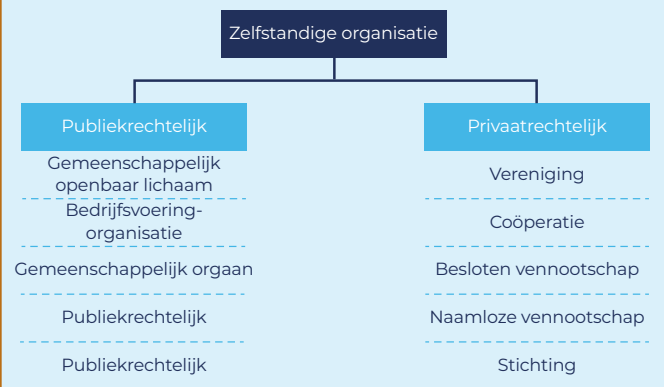 Zelfstandige organisatie
Publiekrechtelijk
Gemeenschappelijk
openbaar lichaam
Bedrijfsvoering-
organisatie
Gemeenschappelijk orgaan
Publiekrechtelijk
Publiekrechtelijk
Privaatrechtelijk
Vereniging
Coöperatie
Besloten vennootschap
Naamloze vennootschap
Stichting